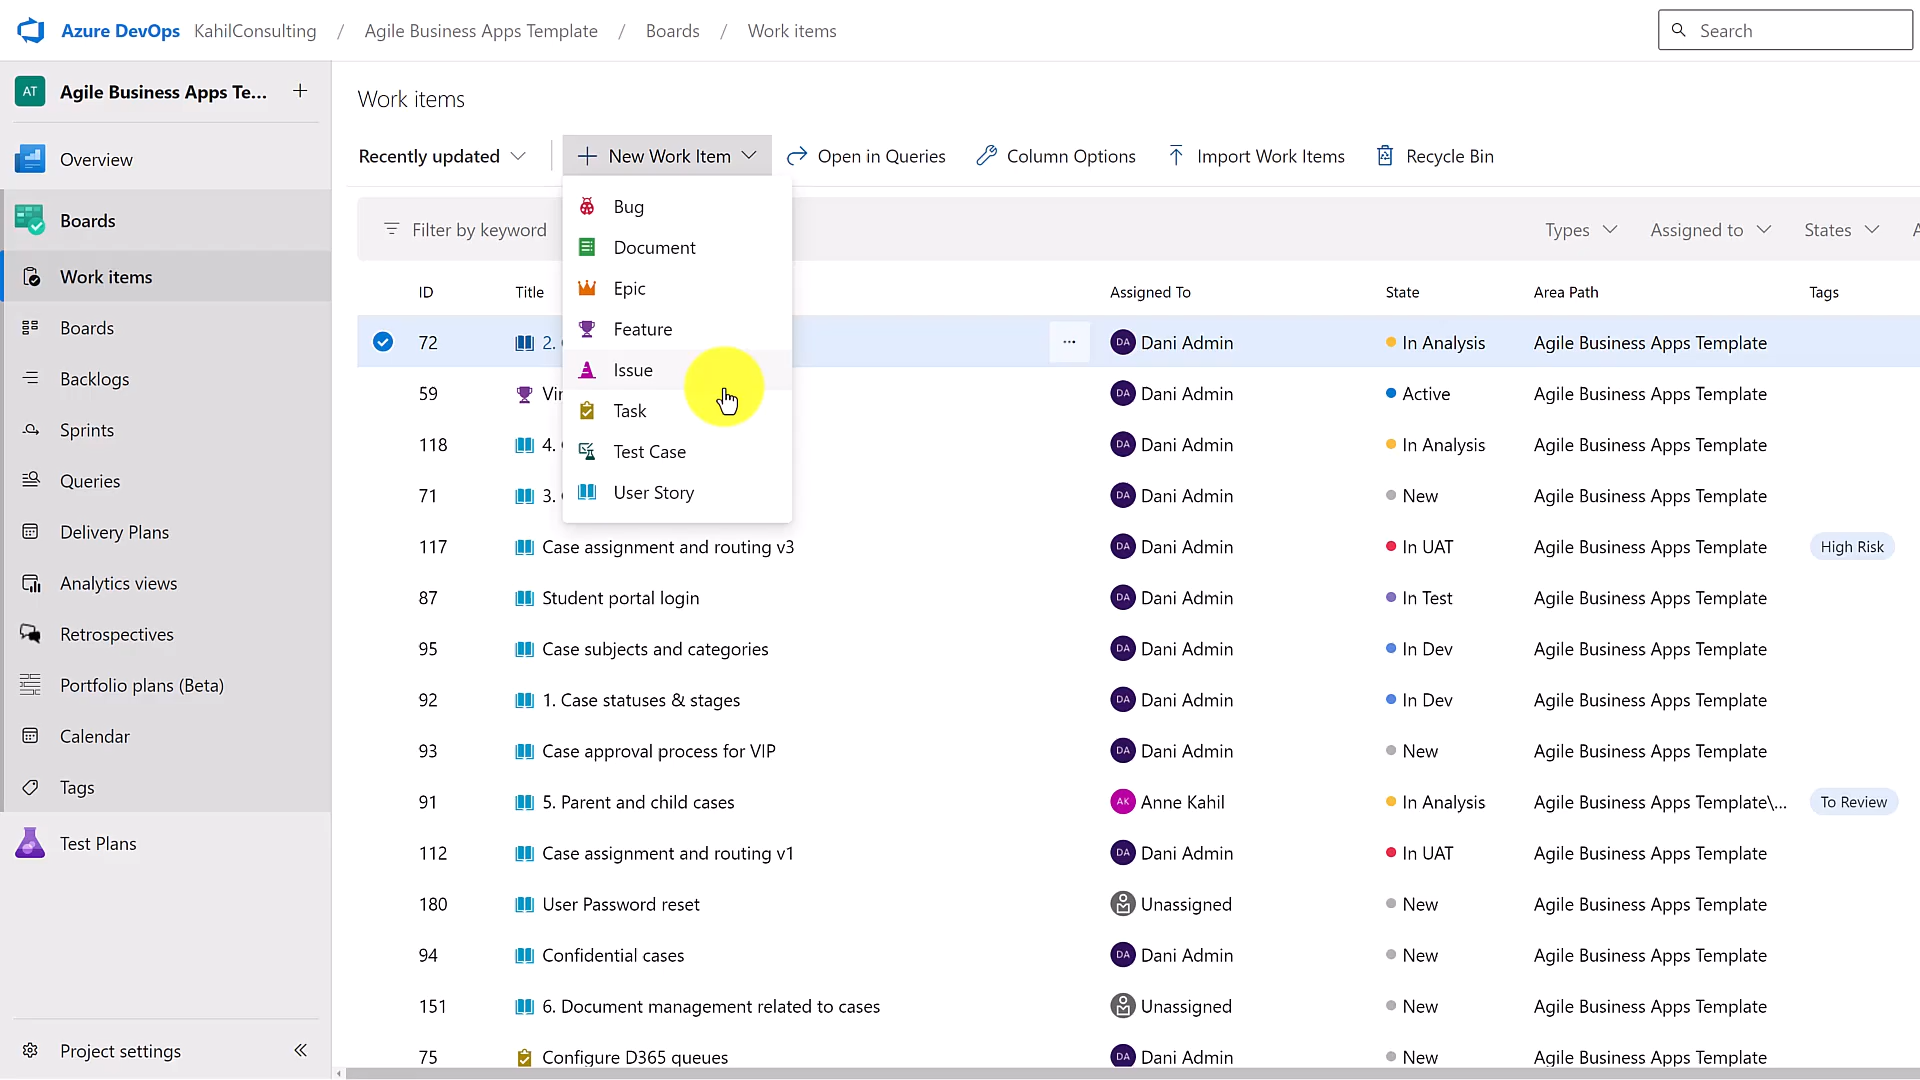 Azure DevOps KahilConsulting / Agile Business Apps Template / Boards / Work items
Search
AT Agile Business Apps Te...
Overview
Boards
Work items
Boards
Backlogs
Sprints
Queries
Delivery Plans
Analytics views
Retrospectives
Portfolio plans (Beta)
Calendar
Tags
Test Plans
Project settings
Work items
Recently updated
New Work Item
Open in Queries
Column Options
Import Work Items
Recycle Bin
Bug
Document
Epic
Feature
Issue
Task
Test Case
User Story
Filter by keyword
Types
Assigned to
States
A
ID Title Assigned To State Area Path Tags
72 2. ... DA Dani Admin In Analysis Agile Business Apps Template
59 DA Dani Admin Active Agile Business Apps Template
118 4. DA Dani Admin In Analysis Agile Business Apps Template
71 3. DA Dani Admin New Agile Business Apps Template
117 Case assignment and routing v3 DA Dani Admin In UAT Agile Business Apps Template High Risk
87 Student portal login DA Dani Admin In Test Agile Business Apps Template
95 Case subjects and categories DA Dani Admin In Dev Agile Business Apps Template
92 1. Case statuses & stages DA Dani Admin In Dev Agile Business Apps Template
93 Case approval process for VIP DA Dani Admin New Agile Business Apps Template
91 5. Parent and child cases AK Anne Kahil In Analysis Agile Business Apps Template\... To Review
112 Case assignment and routing v1 DA Dani Admin In UAT Agile Business Apps Template
180 User Password reset Unassigned New Agile Business Apps Template
94 Confidential cases DA Dani Admin New Agile Business Apps Template
151 6. Document management related to cases Unassigned New Agile Business Apps Template
75 Configure D365 queues DA Dani Admin New Agile Business Apps Template